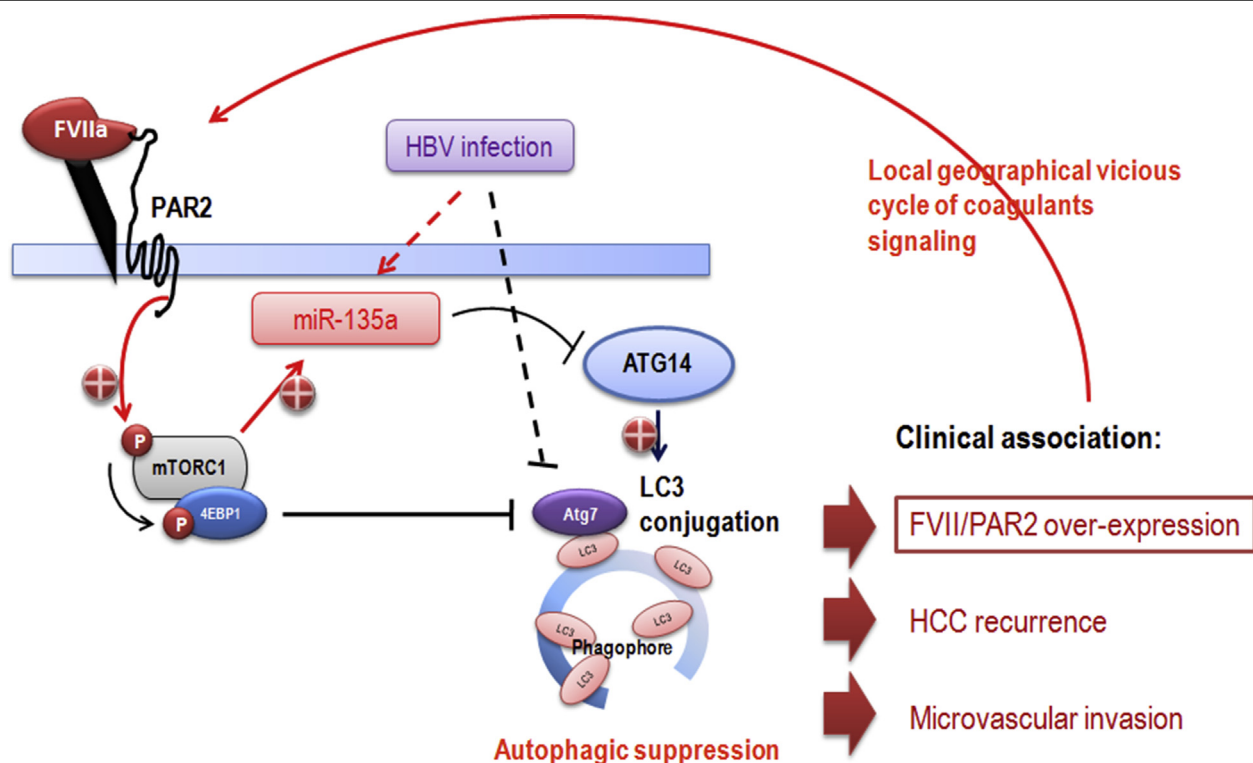 FVIIa
HBV infection
Local geographical vicious
cycle of coagulants
signaling
PAR2
miR-135a
ATG14
P
mTORC1
4EBP1
P
Clinical association:
LC3
conjugation
Atg7
LC3
LC3
LC3
LC3
LC3
Phagophore
FVII/PAR2 over-expression
HCC recurrence
Microvascular invasion
Autophagic suppression